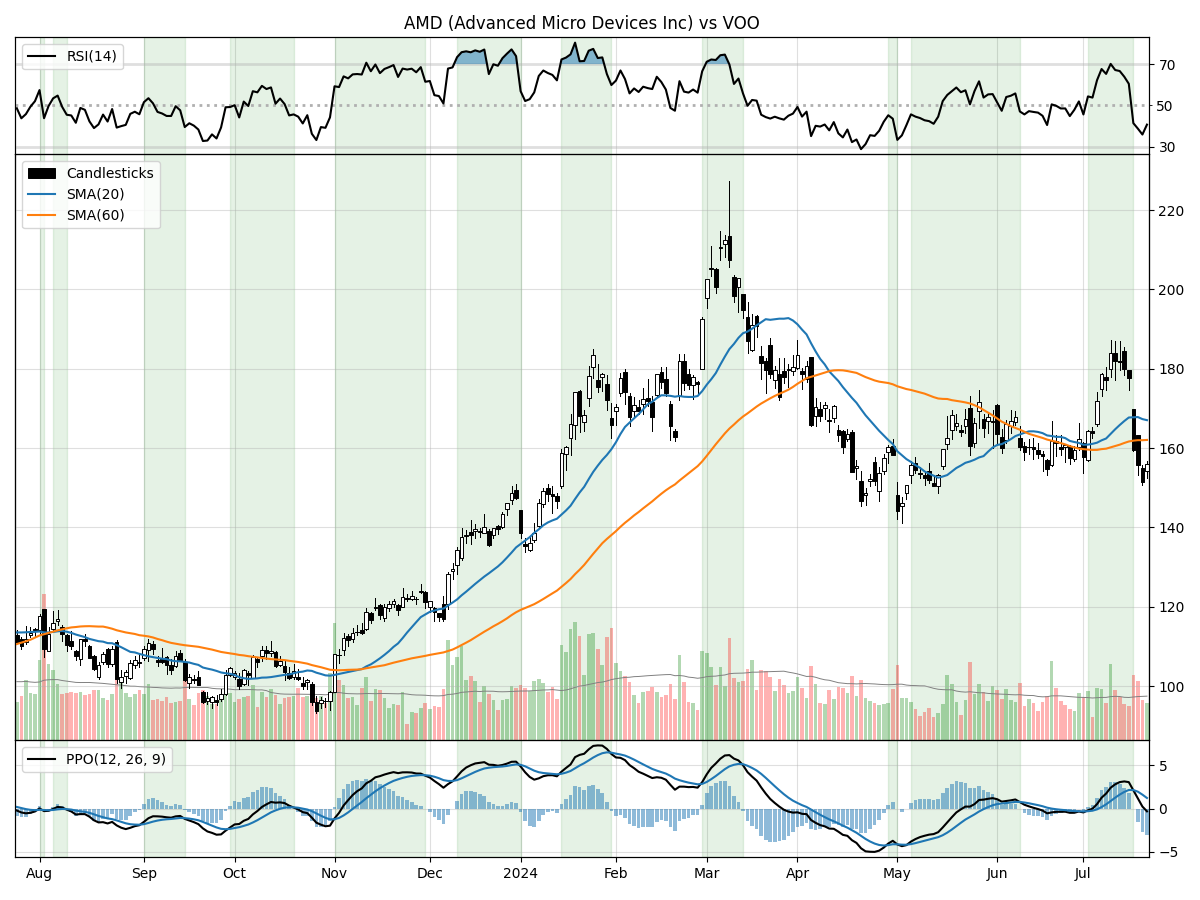 AMD (Advanced Micro Devices Inc) vs VOO
RSI(14)
70
50
30
Candlesticks
SMA(20)
SMA(60)
220
200
180
160
140
120
100
PPO(12, 26, 9)
5
0
−5
Aug Sep Oct Nov Dec 2024 Feb Mar Apr May Jun Jul